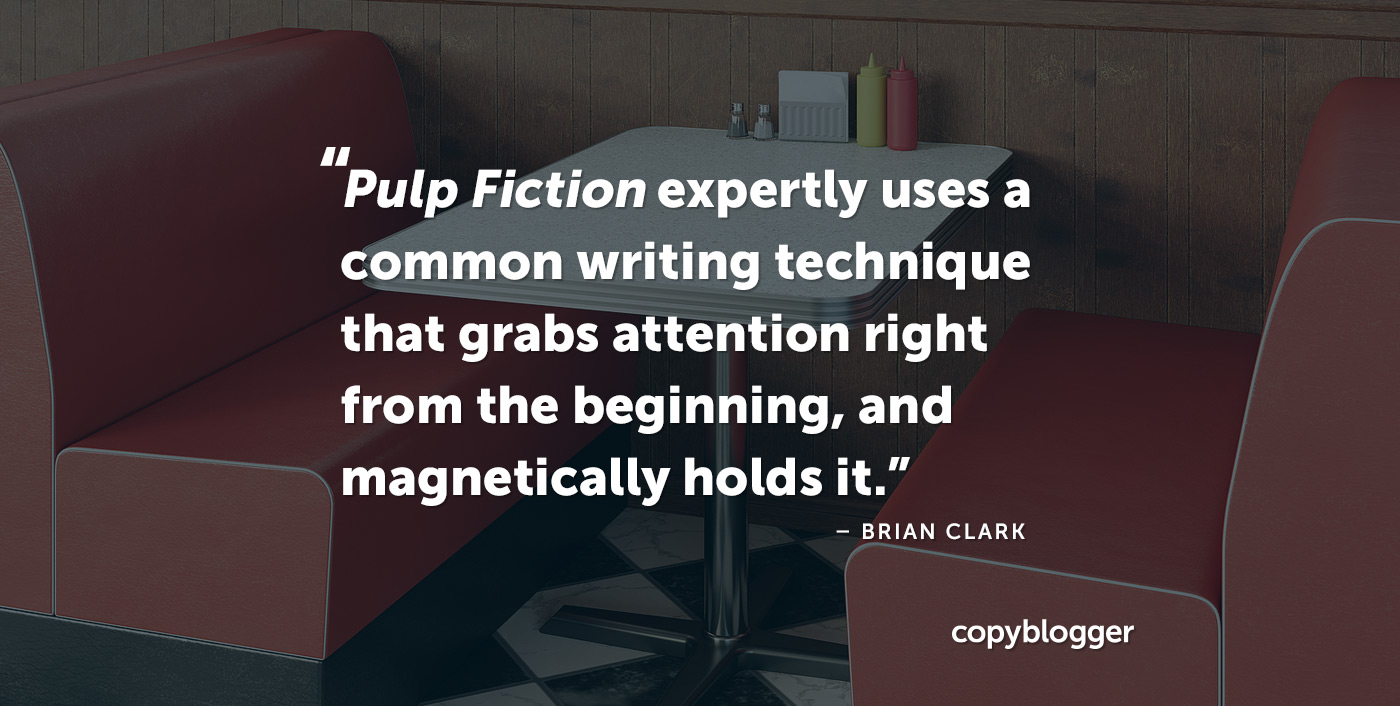 “Pulp Fiction expertly uses a
common writing technique
that grabs attention right
from the beginning, and
magnetically holds it.”
– BRIAN CLARK
copyblogger